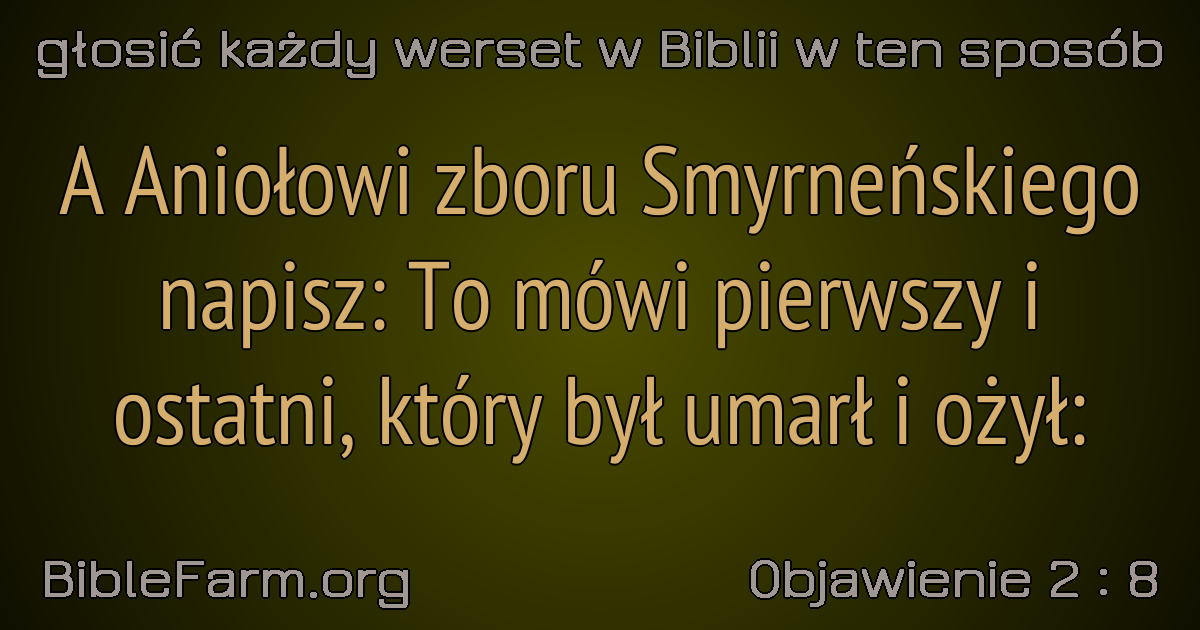 głosić każdy werset w Biblii w ten sposób
A Aniołowi zboru Smyrneńskiego
napisz: To mówi pierwszy i
ostatni, który był umarł i ożył:
BibleFarm.org
Objawienie 2 : 8